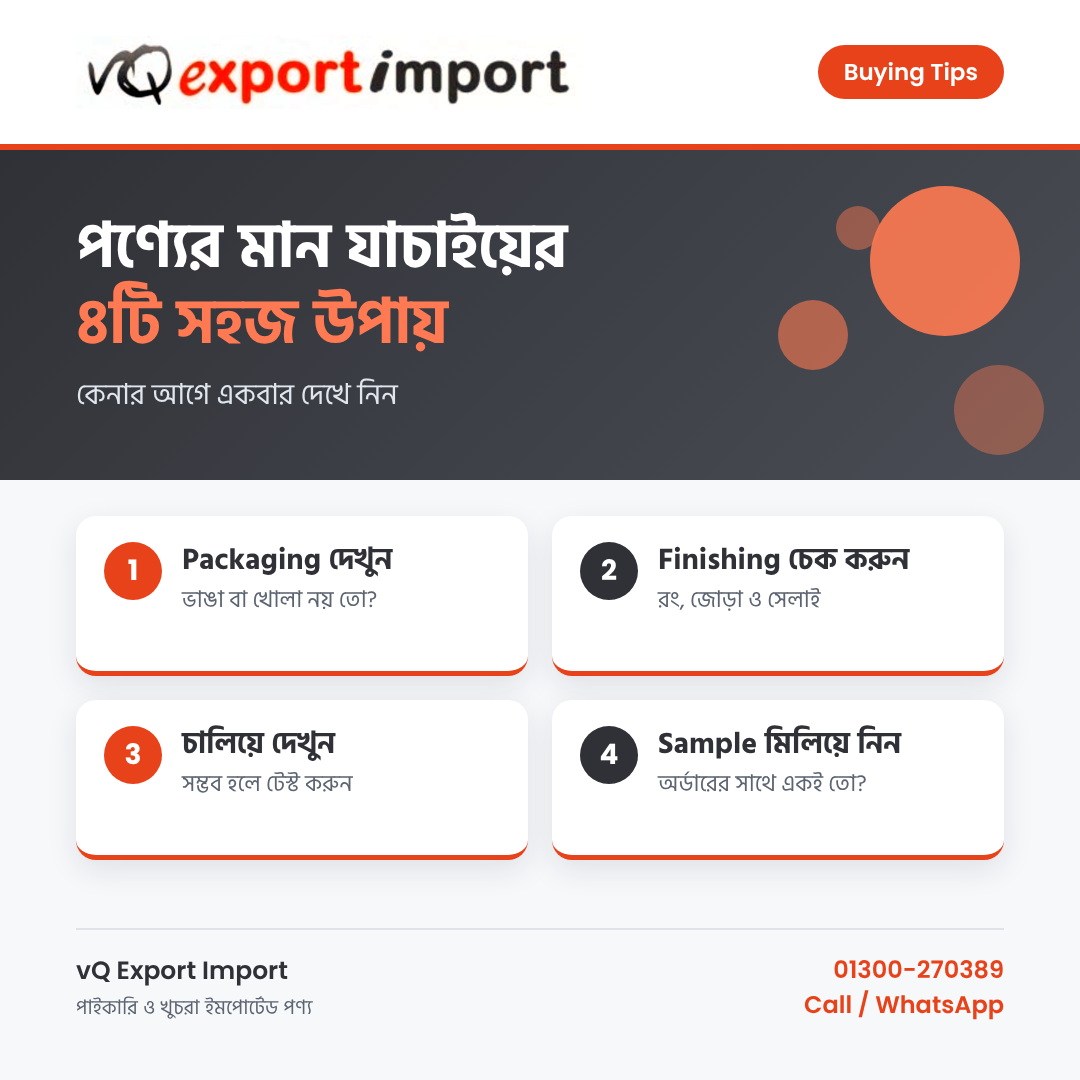 vQ export import
Buying Tips
পণ্যের মান যাচাইয়ের
৪টি সহজ উপায়
কেনার আগে একবার দেখে নিন
1
Packaging দেখুন
ভাঙা বা খোলা নয় তো?
2
Finishing চেক করুন
রং, জোড়া ও সেলাই
3
চালিয়ে দেখুন
সম্ভব হলে টেস্ট করুন
4
Sample মিলিয়ে নিন
অর্ডারের সাথে একই তো?
vQ Export Import
পাইকারি ও খুচরা ইমপোর্টেড পণ্য
01300-270389
Call / WhatsApp